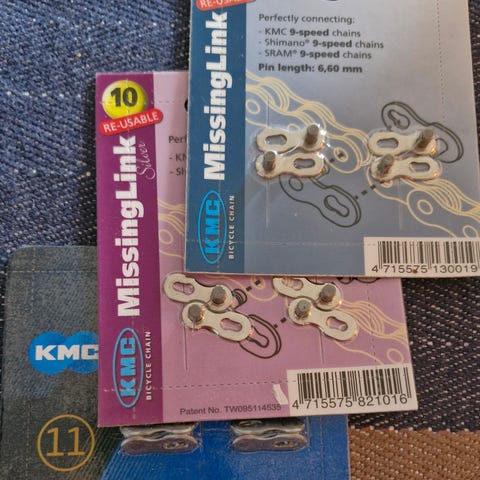 RE-USABLE
MissingLink
KMC
BICYCLE CHAIN
Perfectly connecting:
- KMC 9-speed chains
- Shimano® 9-speed chains
- SRAM® 9-speed chains
Pin length: 6,60 mm
4 715575 130019
10
RE-USABLE
MissingLink
Silver
KMC
BICYCLE CHAIN
Patent No. TW095114535
4 715575 821016
KMC
11